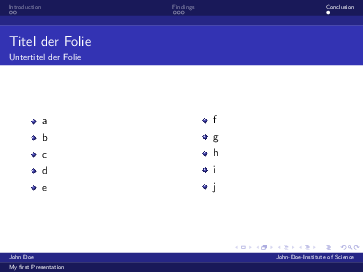 Introduction Findings Conclusion
Titel der Folie
Untertitel der Folie
a
b
c
d
e
f
g
h
i
j
John Doe John-Doe-Institute of Science
My first Presentation